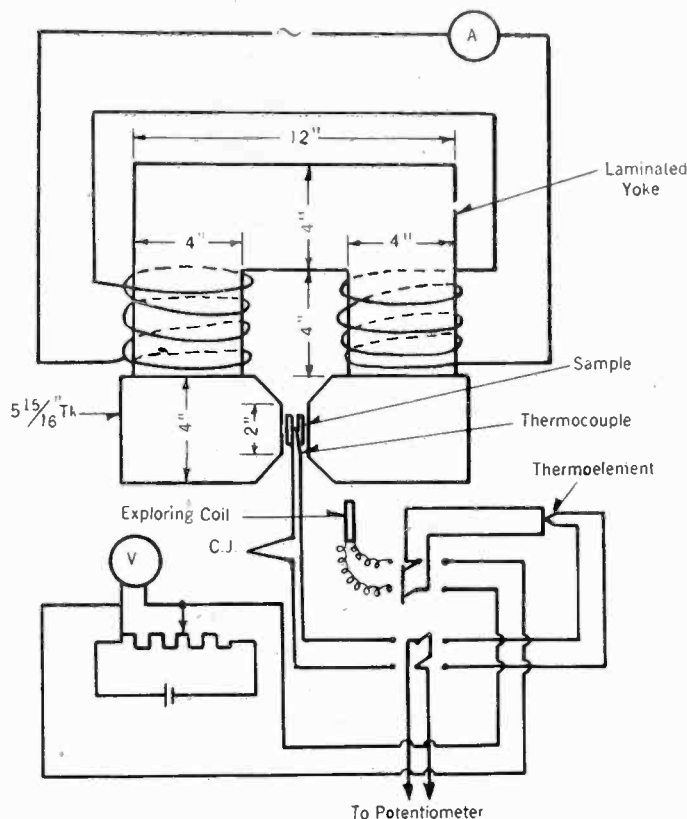 ~
A
12"
Laminated
Yoke
4"
4"
4"
4"
Sample
5 15/16" Th
4"
2"
Thermocouple
Thermoelement
Exploring Coil
C.J.
V
To Potentiometer